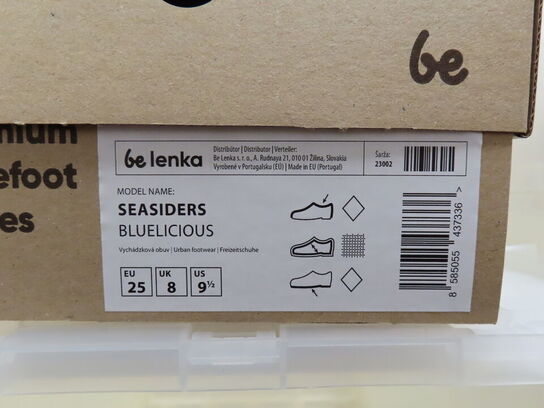 be
mium
efoot
es
be lenka
Distribútor | Distributor | Verteiler:
Be Lenka s. r. o., A. Rudnaya 21, 010 01 Žilina, Slovakia
Vyrobené v Portugalsku (EÚ) | Made in EU (Portugal)
Šarža:
23002
MODEL NAME:
SEASIDERS
BLUELICIOUS
Vychádzková obuv | Urban footwear | Freizeitschuhe
EU UK US
25 8 9½
8 585055 437336 >